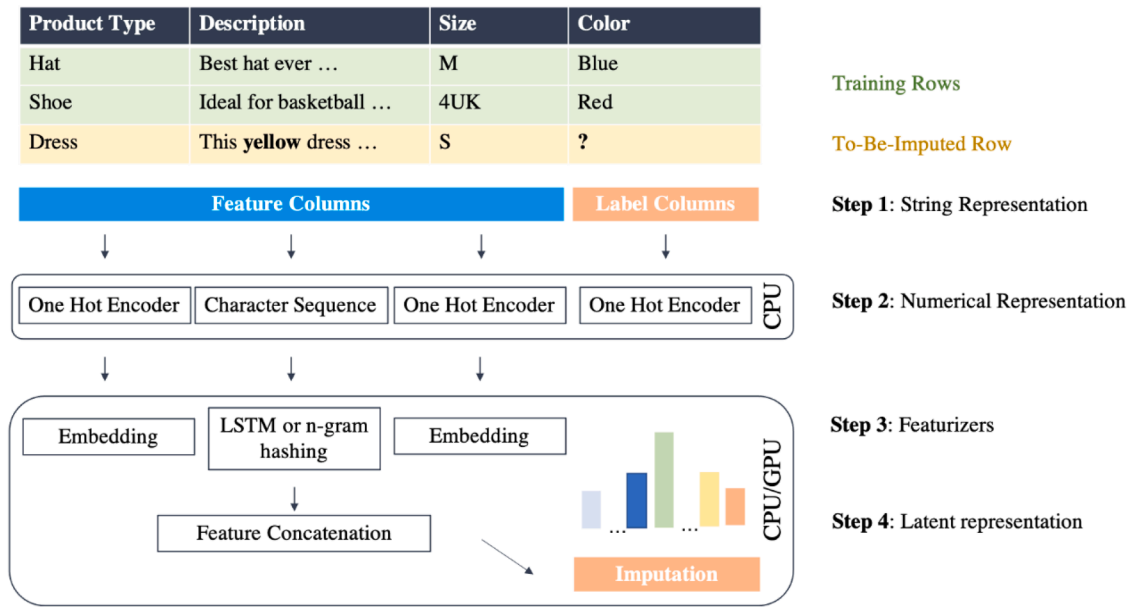 Product Type Description Size Color
Hat Best hat ever … M Blue
Shoe Ideal for basketball … 4UK Red
Dress This yellow dress … S ?
Training Rows
To-Be-Imputed Row
Feature Columns Label Columns
Step 1: String Representation
One Hot Encoder Character Sequence One Hot Encoder One Hot Encoder
CPU
Step 2: Numerical Representation
Embedding
LSTM or n-gram
hashing
Embedding
Step 3: Featurizers
CPU/GPU
... ...
Feature Concatenation
Step 4: Latent representation
Imputation